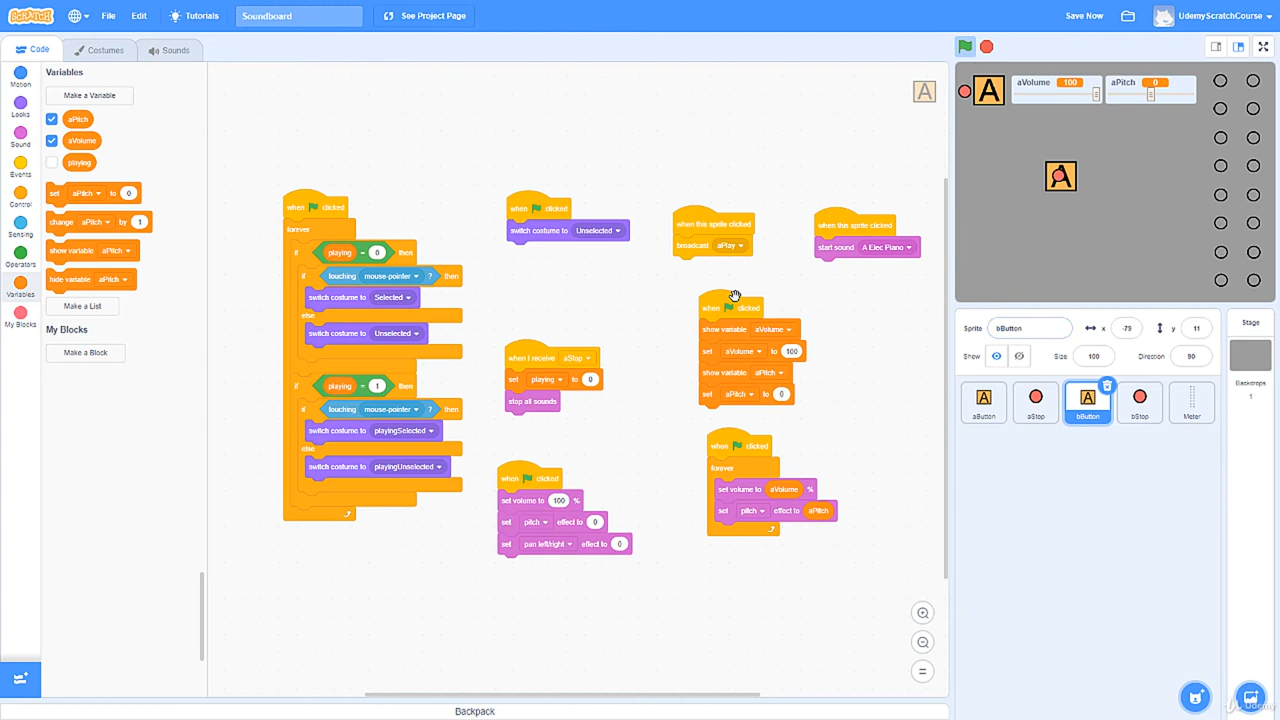 SCRATCH File Edit Tutorials Soundboard See Project Page Save Now UdemyScratchCourse
Code Costumes Sounds
Motion
Looks
Sound
Events
Control
Sensing
Operators
Variables
My Blocks
Variables
Make a Variable
aPitch
aVolume
playing
set aPitch to 0
change aPitch by 1
show variable aPitch
hide variable aPitch
Make a List
My Blocks
Make a Block
when clicked
forever
if playing = 0 then
if touching mouse-pointer ? then
switch costume to Selected
else
switch costume to Unselected
if playing = 1 then
if touching mouse-pointer ? then
switch costume to playingSelected
else
switch costume to playingUnselected
when clicked
switch costume to Unselected
when I receive aStop
set playing to 0
stop all sounds
when clicked
set volume to 100 %
set pitch effect to 0
set pan left/right effect to 0
when this sprite clicked
broadcast aPlay
when this sprite clicked
start sound A Elec Piano
when clicked
show variable aVolume
set aVolume to 100
show variable aPitch
set aPitch to 0
when clicked
forever
set volume to aVolume %
set pitch effect to aPitch
A
A aVolume 100 aPitch 0
A
Sprite bButton x -73 y 11
Show Size 100 Direction 90
A aButton
aStop
A bButton
bStop
Meter
Stage
Backdrops
1
Backpack
Udemy